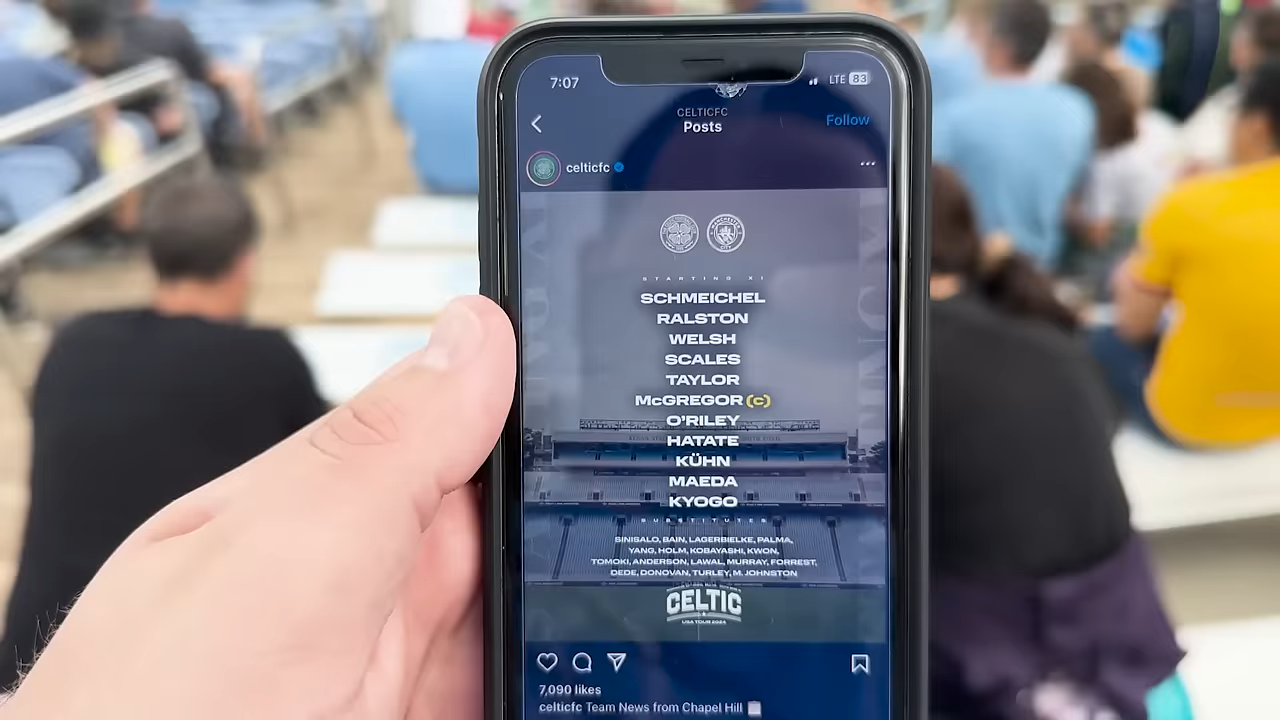 7:07
LTE 83
CELTICFC
Posts
Follow
celticfc
MANCHESTER
CITY
STARTING XI
SCHMEICHEL
RALSTON
WELSH
SCALES
TAYLOR
McGREGOR (C)
O'RILEY
HATATE
KÜHN
MAEDA
KYOGO
SUBSTITUTES
SINISALO, BAIN, LAGERBIELKE, PALMA,
YANG, HOLM, KOBAYASHI, KWON,
TOMOKI, ANDERSON, LAWAL, MURRAY, FORREST,
DEDE, DONOVAN, TURLEY, M. JOHNSTON
CELTIC
USA TOUR 2024
7,090 likes
celticfc Team News from Chapel Hill